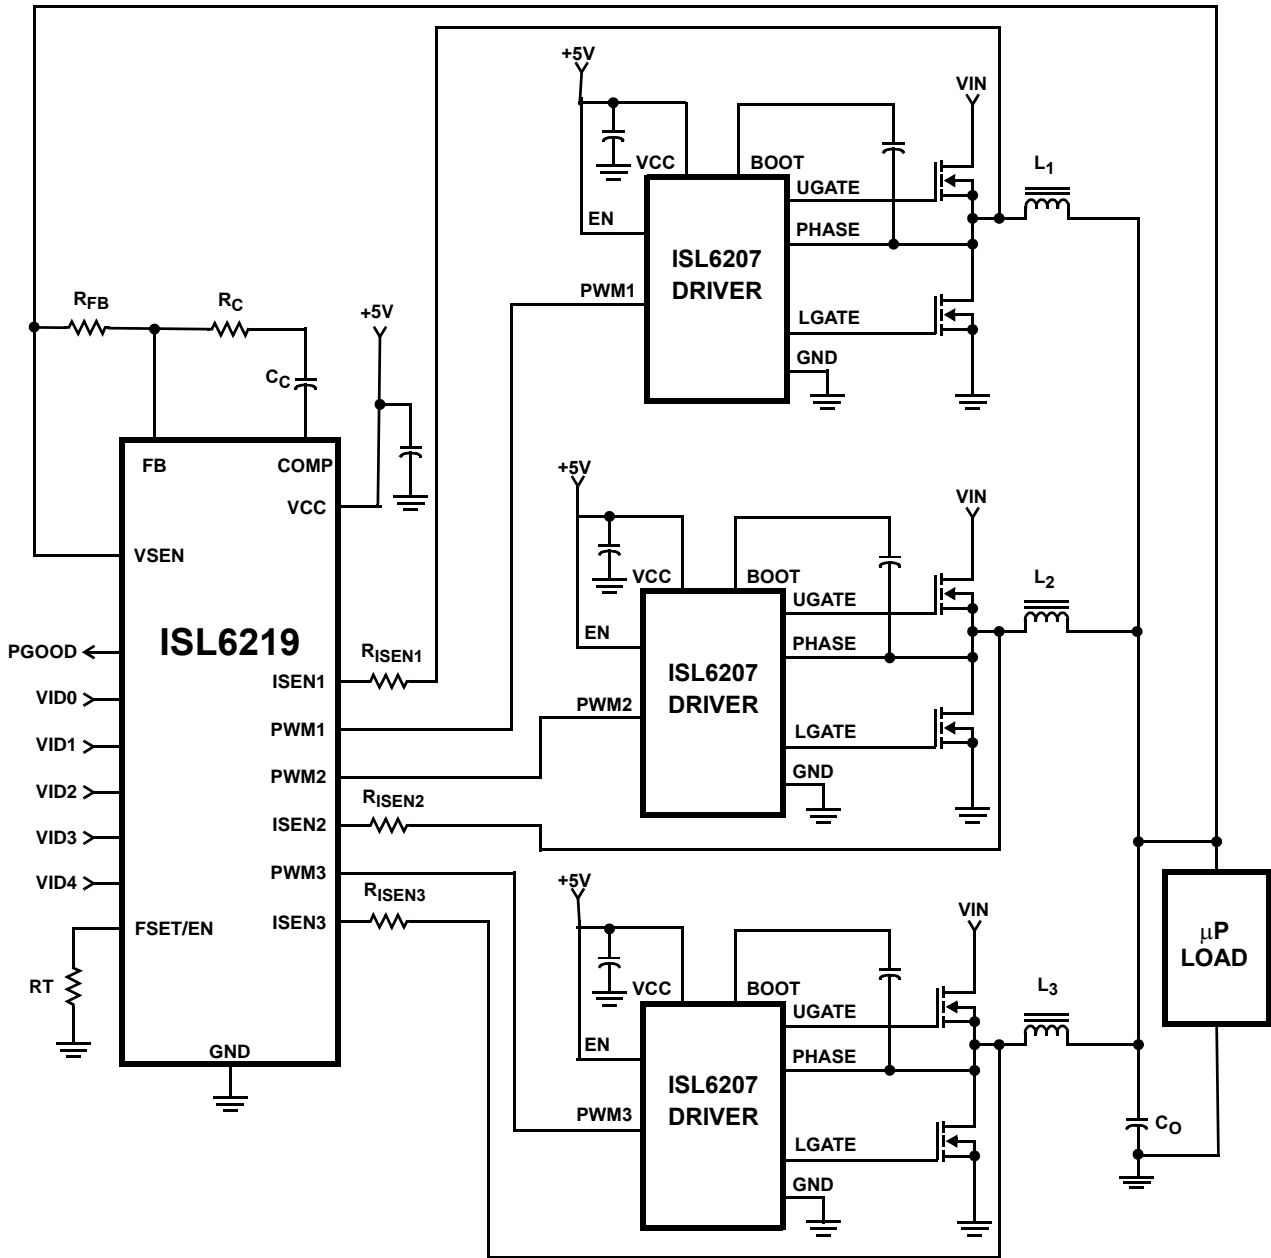 +5V
VIN
VCC
BOOT
L1
UGATE
EN
PHASE
ISL6207
DRIVER
PWM1
LGATE
GND
RFB
RC
+5V
CC
FB
COMP
VCC
VSEN
ISL6219
PGOOD
VID0
VID1
VID2
VID3
VID4
FSET/EN
RT
GND
ISEN1
PWM1
PWM2
ISEN2
PWM3
ISEN3
RISEN1
RISEN2
RISEN3
+5V
VIN
VCC
BOOT
L2
UGATE
EN
PHASE
ISL6207
DRIVER
PWM2
LGATE
GND
+5V
VIN
VCC
BOOT
L3
UGATE
EN
PHASE
ISL6207
DRIVER
PWM3
LGATE
GND
μP
LOAD
CO